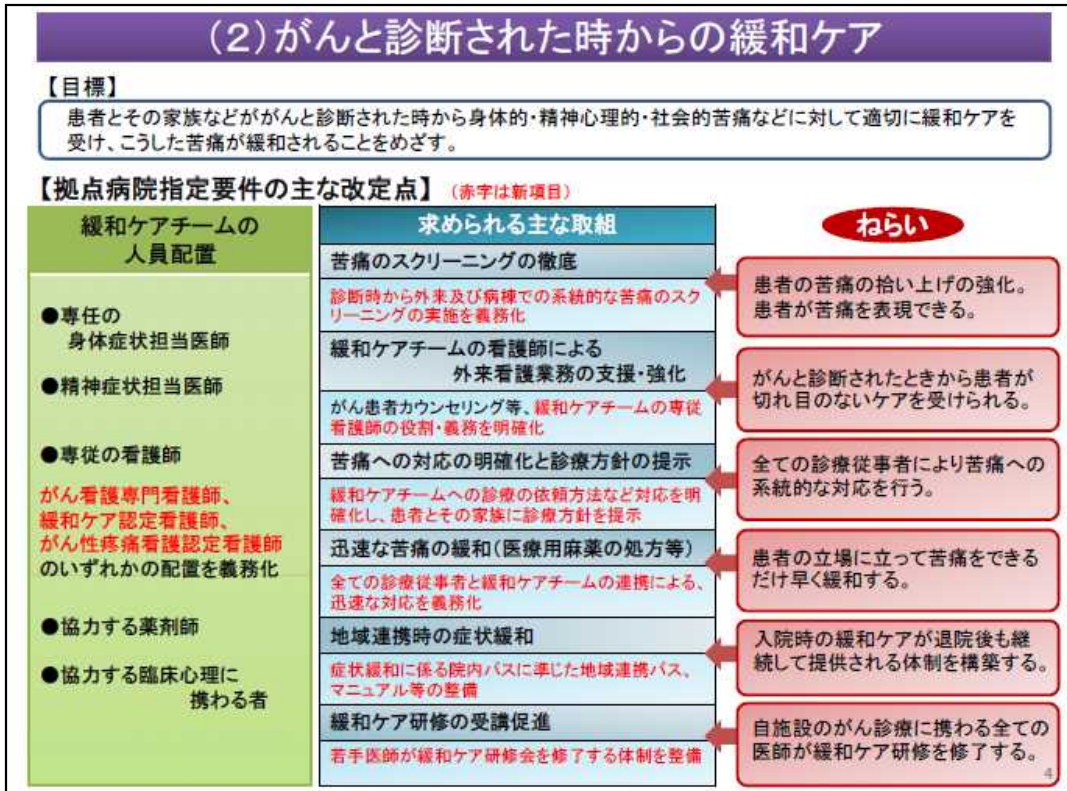 (2)がんと診断された時からの緩和ケア
【目標】
患者とその家族などががんと診断された時から身体的・精神心理的・社会的苦痛などに対して適切に緩和ケアを
受け、こうした苦痛が緩和されることをめざす。
【拠点病院指定要件の主な改定点】 (赤字は新項目)
緩和ケアチームの
人員配置
●専任の
身体症状担当医師
●精神症状担当医師
●専従の看護師
がん看護専門看護師、
緩和ケア認定看護師、
がん性疼痛看護認定看護師
のいずれかの配置を義務化
●協力する薬剤師
●協力する臨床心理に
携わる者
求められる主な取組
苦痛のスクリーニングの徹底
診断時から外来及び病棟での系統的な苦痛のスク
リーニングの実施を義務化
緩和ケアチームの看護師による
外来看護業務の支援・強化
がん患者カウンセリング等、緩和ケアチームの専従
看護師の役割・義務を明確化
苦痛への対応の明確化と診療方針の提示
緩和ケアチームへの診療の依頼方法など対応を明
確化し、患者とその家族に診療方針を提示
迅速な苦痛の緩和(医療用麻薬の処方等)
全ての診療従事者と緩和ケアチームの連携による、
迅速な対応を義務化
地域連携時の症状緩和
症状緩和に係る院内パスに準じた地域連携パス、
マニュアル等の整備
緩和ケア研修の受講促進
若手医師が緩和ケア研修会を修了する体制を整備
ねらい
患者の苦痛の拾い上げの強化。
患者が苦痛を表現できる。
がんと診断されたときから患者が
切れ目のないケアを受けられる。
全ての診療従事者により苦痛への
系統的な対応を行う。
患者の立場に立って苦痛をできる
だけ早く緩和する。
入院時の緩和ケアが退院後も継
続して提供される体制を構築する。
自施設のがん診療に携わる全ての
医師が緩和ケア研修を修了する。
4